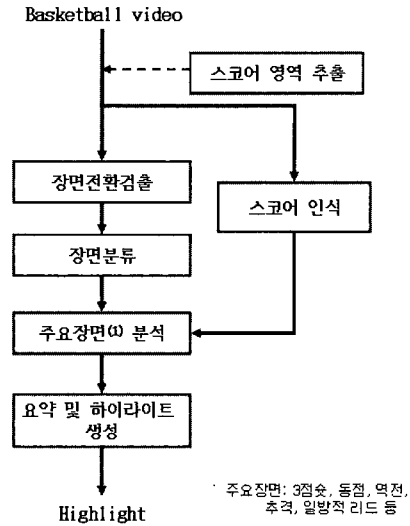 Basketball video
스코어 영역 추출
장면전환검출
스코어 인식
장면분류
주요장면(1) 분석
요약 및 하이라이트
생성
주요장면: 3점슛, 동점, 역전,
추격, 일방적 리드 등
Highlight